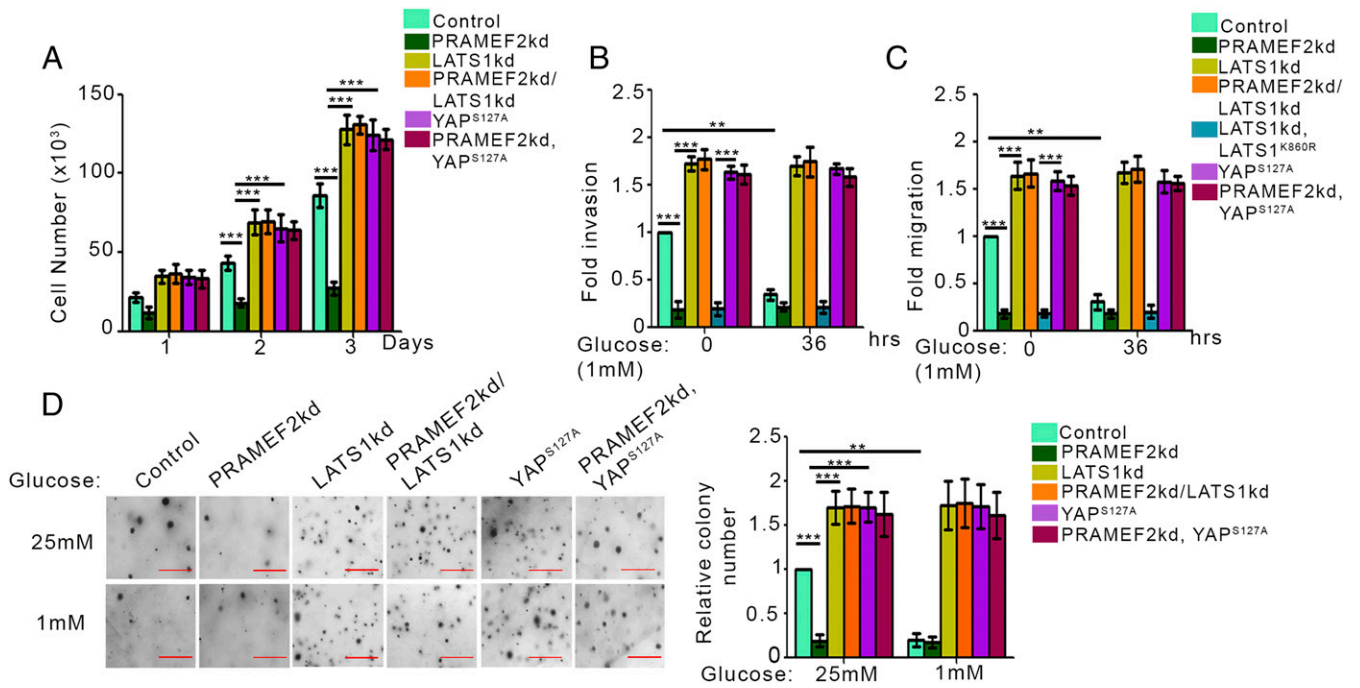 A
Control
PRAMEF2kd
LATS1kd
PRAMEF2kd/
LATS1kd
YAPS127A
PRAMEF2kd,
YAPS127A
Cell Number (x10³)
150
100
50
0
***
***
***
***
***
***
1
2
3
Days
B
Fold invasion
2.5
2
1.5
1
0.5
0
**
***
***
***
Glucose:
(1mM)
0
36
hrs
C
Control
PRAMEF2kd
LATS1kd
PRAMEF2kd/
LATS1kd
LATS1kd,
LATS1K860R
YAPS127A
PRAMEF2kd,
YAPS127A
Fold migration
2.5
2
1.5
1
0.5
0
**
***
***
***
Glucose:
(1mM)
0
36
hrs
D
Glucose:
Control
PRAMEF2kd
LATS1kd
PRAMEF2kd/
LATS1kd
YAPS127A
PRAMEF2kd,
YAPS127A
25mM
1mM
Relative colony
number
2.5
2
1.5
1
0.5
0
**
***
***
***
Glucose:
25mM
1mM
Control
PRAMEF2kd
LATS1kd
PRAMEF2kd/LATS1kd
YAPS127A
PRAMEF2kd, YAPS127A